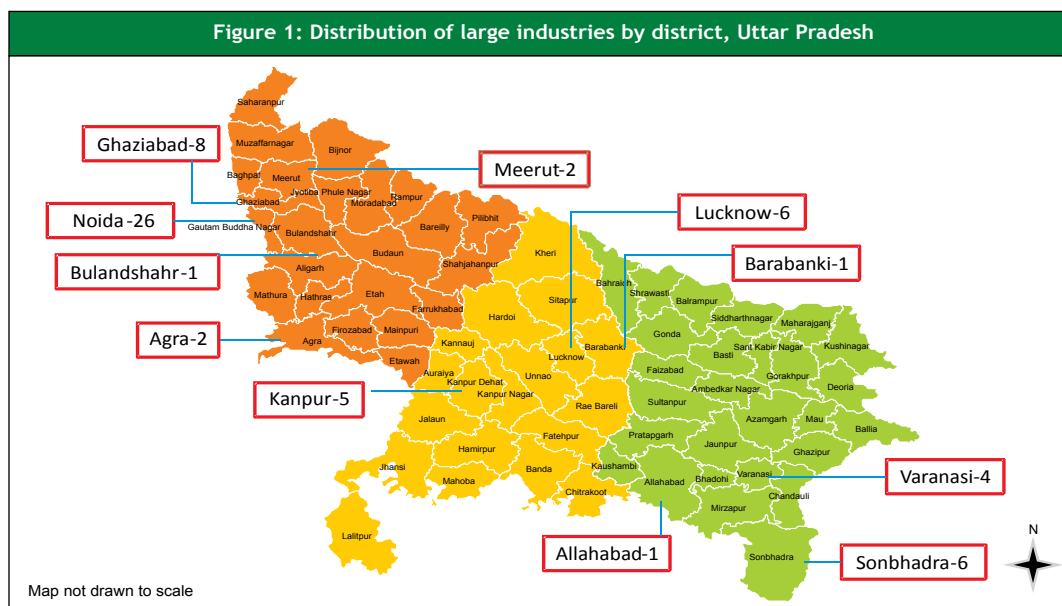 Figure 1: Distribution of large industries by district, Uttar Pradesh
Saharanpur
Muzaffarnagar
Bijnor
Ghaziabad-8
Meerut-2
Baghpat
Meerut
Jyotiba Phule Nagar
Rampur
Moradabad
Ghaziabad
Pilibhit
Lucknow-6
Noida-26
Gautam Buddha Nagar
Bulandshahr
Bareilly
Budaun
Kheri
Bulandshahr-1
Aligarh
Shahjahanpur
Barabanki-1
Bahraich
Shrawasti
Balrampur
Mathura
Hathras
Etah
Sitapur
Farrukhabad
Hardoi
Siddharthnagar
Maharajganj
Agra-2
Agra
Firozabad
Mainpuri
Gonda
Kannauj
Barabanki
Lucknow
Basti
Sant Kabir Nagar
Kushinagar
Etawah
Auraiya
Faizabad
Gorakhpur
Kanpur-5
Kanpur Dehat
Kanpur Nagar
Unnao
Ambedkar Nagar
Deoria
Sultanpur
Rae Bareli
Jalaun
Azamgarh
Mau
Ballia
Fatehpur
Pratapgarh
Jaunpur
Hamirpur
Ghazipur
Jhansi
Mahoba
Banda
Kaushambi
Allahabad
Bhadohi
Varanasi
Varanasi-4
Chitrakoot
Chandauli
Mirzapur
Lalitpur
Allahabad-1
Sonbhadra
Sonbhadra-6
N
Map not drawn to scale